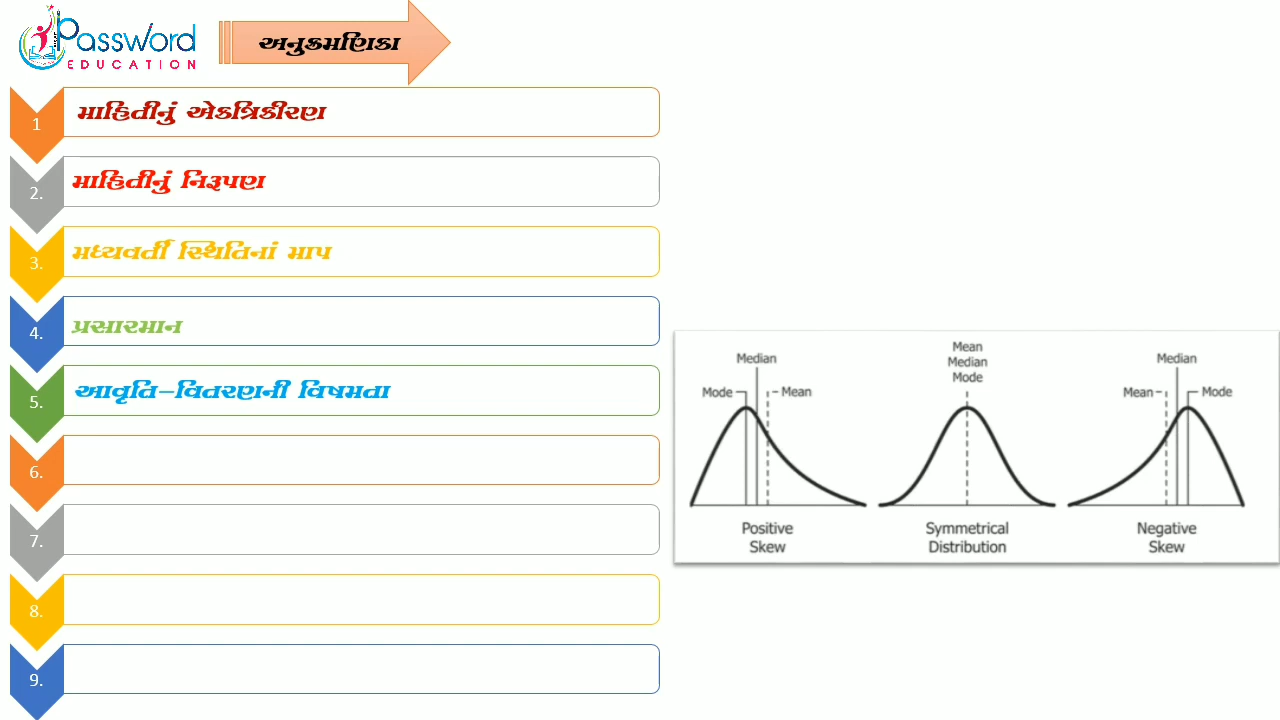 Password
EDUCATION
અનુક્રમણિકા
1 માહિતીનું એકત્રિકીરણ
2. માહિતીનું નિરૂપણ
3. મધ્યવર્તી સ્થિતિનાં માપ
4. પ્રસારમાન
5. આવૃતિ-વિતરણની વિષમતા
6.
7.
8.
9.
Median
Mode
Mean
Positive
Skew
Mean
Median
Mode
Symmetrical
Distribution
Median
Mean
Mode
Negative
Skew